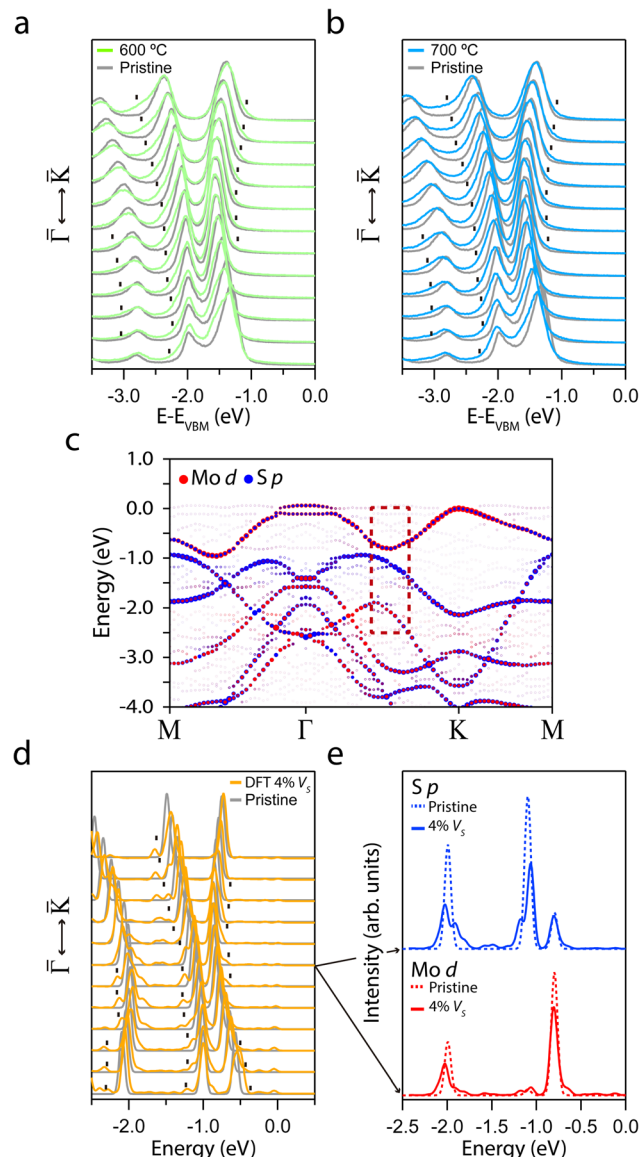 a
600 ºC
Pristine
Γ̅ ⟷ K̅
-3.0 -2.0 -1.0 0.0
E-E_VBM (eV)
b
700 ºC
Pristine
Γ̅ ⟷ K̅
-3.0 -2.0 -1.0 0.0
E-E_VBM (eV)
c
Mo d S p
1.0
0.0
-1.0
-2.0
-3.0
-4.0
Energy (eV)
M Γ K M
d
DFT 4% V_S
Pristine
Γ̅ ⟷ K̅
-2.0 -1.0 0.0
Energy (eV)
e
S p
Pristine
4% V_S
Mo d
Pristine
4% V_S
Intensity (arb. units)
-2.5 -2.0 -1.5 -1.0 -0.5 0.0
Energy (eV)